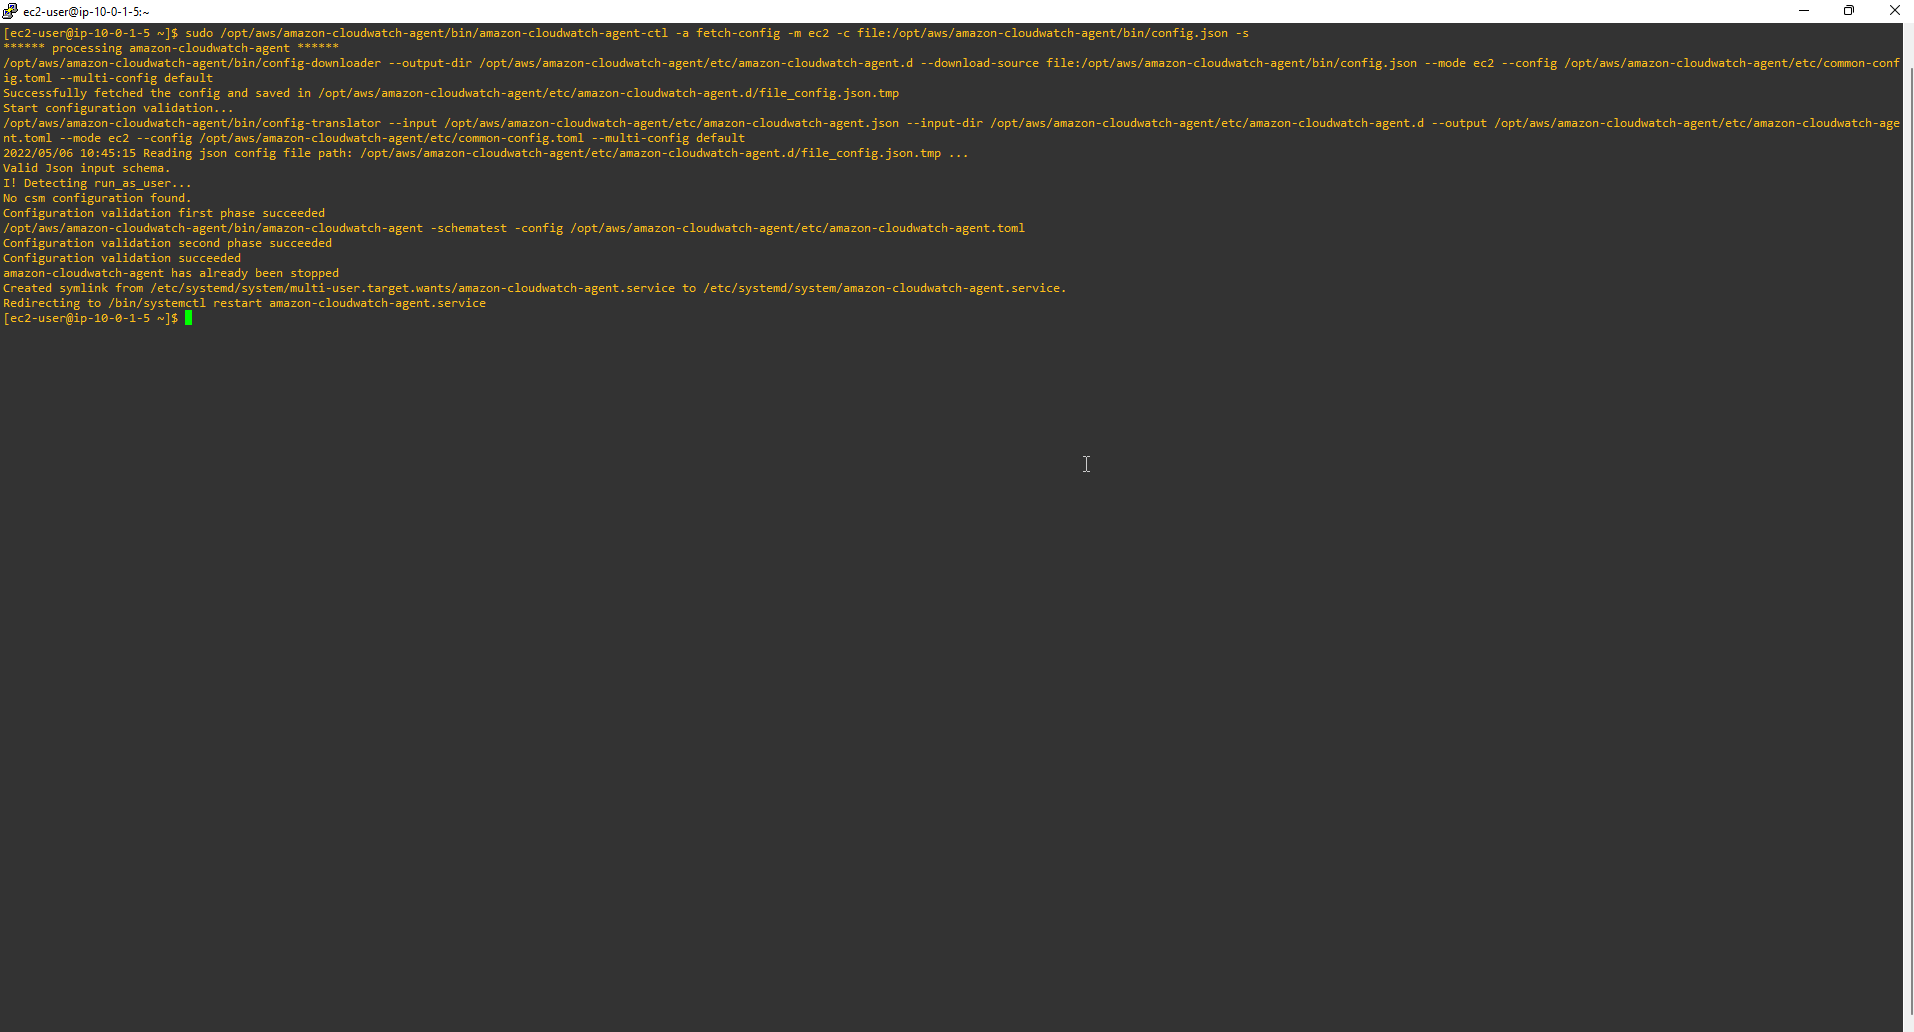 ec2-user@ip-10-0-1-5:~
[ec2-user@ip-10-0-1-5 ~]$ sudo /opt/aws/amazon-cloudwatch-agent/bin/amazon-cloudwatch-agent-ctl -a fetch-config -m ec2 -c file:/opt/aws/amazon-cloudwatch-agent/bin/config.json -s
****** processing amazon-cloudwatch-agent ******
/opt/aws/amazon-cloudwatch-agent/bin/config-downloader --output-dir /opt/aws/amazon-cloudwatch-agent/etc/amazon-cloudwatch-agent.d --download-source file:/opt/aws/amazon-cloudwatch-agent/bin/config.json --mode ec2 --config /opt/aws/amazon-cloudwatch-agent/etc/common-conf
ig.toml --multi-config default
Successfully fetched the config and saved in /opt/aws/amazon-cloudwatch-agent/etc/amazon-cloudwatch-agent.d/file_config.json.tmp
Start configuration validation...
/opt/aws/amazon-cloudwatch-agent/bin/config-translator --input /opt/aws/amazon-cloudwatch-agent/etc/amazon-cloudwatch-agent.json --input-dir /opt/aws/amazon-cloudwatch-agent/etc/amazon-cloudwatch-agent.d --output /opt/aws/amazon-cloudwatch-agent/etc/amazon-cloudwatch-age
nt.toml --mode ec2 --config /opt/aws/amazon-cloudwatch-agent/etc/common-config.toml --multi-config default
2022/05/06 10:45:15 Reading json config file path: /opt/aws/amazon-cloudwatch-agent/etc/amazon-cloudwatch-agent.d/file_config.json.tmp ...
Valid Json input schema.
I! Detecting run_as_user...
No csm configuration found.
Configuration validation first phase succeeded
/opt/aws/amazon-cloudwatch-agent/bin/amazon-cloudwatch-agent -schematest -config /opt/aws/amazon-cloudwatch-agent/etc/amazon-cloudwatch-agent.toml
Configuration validation second phase succeeded
Configuration validation succeeded
amazon-cloudwatch-agent has already been stopped
Created symlink from /etc/systemd/system/multi-user.target.wants/amazon-cloudwatch-agent.service to /etc/systemd/system/amazon-cloudwatch-agent.service.
Redirecting to /bin/systemctl restart amazon-cloudwatch-agent.service
[ec2-user@ip-10-0-1-5 ~]$